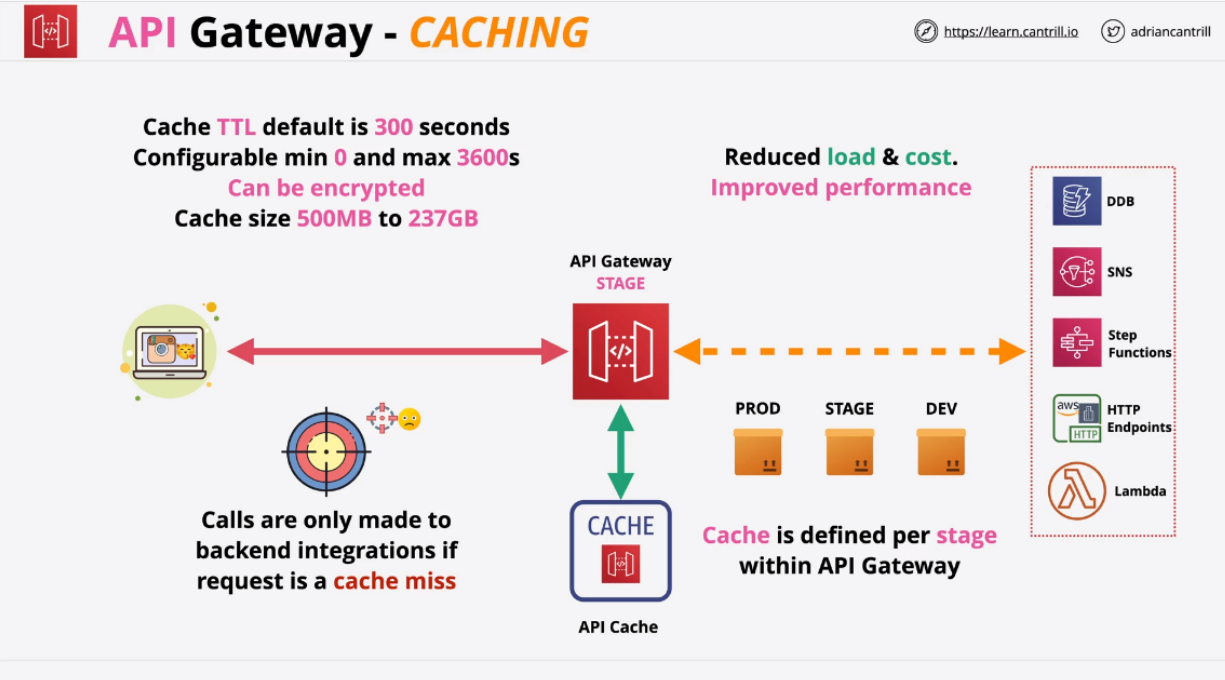 API Gateway - CACHING
https://learn.cantrill.io
adriancantrill
Cache TTL default is 300 seconds
Configurable min 0 and max 3600s
Can be encrypted
Cache size 500MB to 237GB
Reduced load & cost.
Improved performance
API Gateway
STAGE
DDB
SNS
Step
Functions
aws
HTTP
HTTP
Endpoints
Lambda
PROD
STAGE
DEV
Calls are only made to
backend integrations if
request is a cache miss
CACHE
API Cache
Cache is defined per stage
within API Gateway